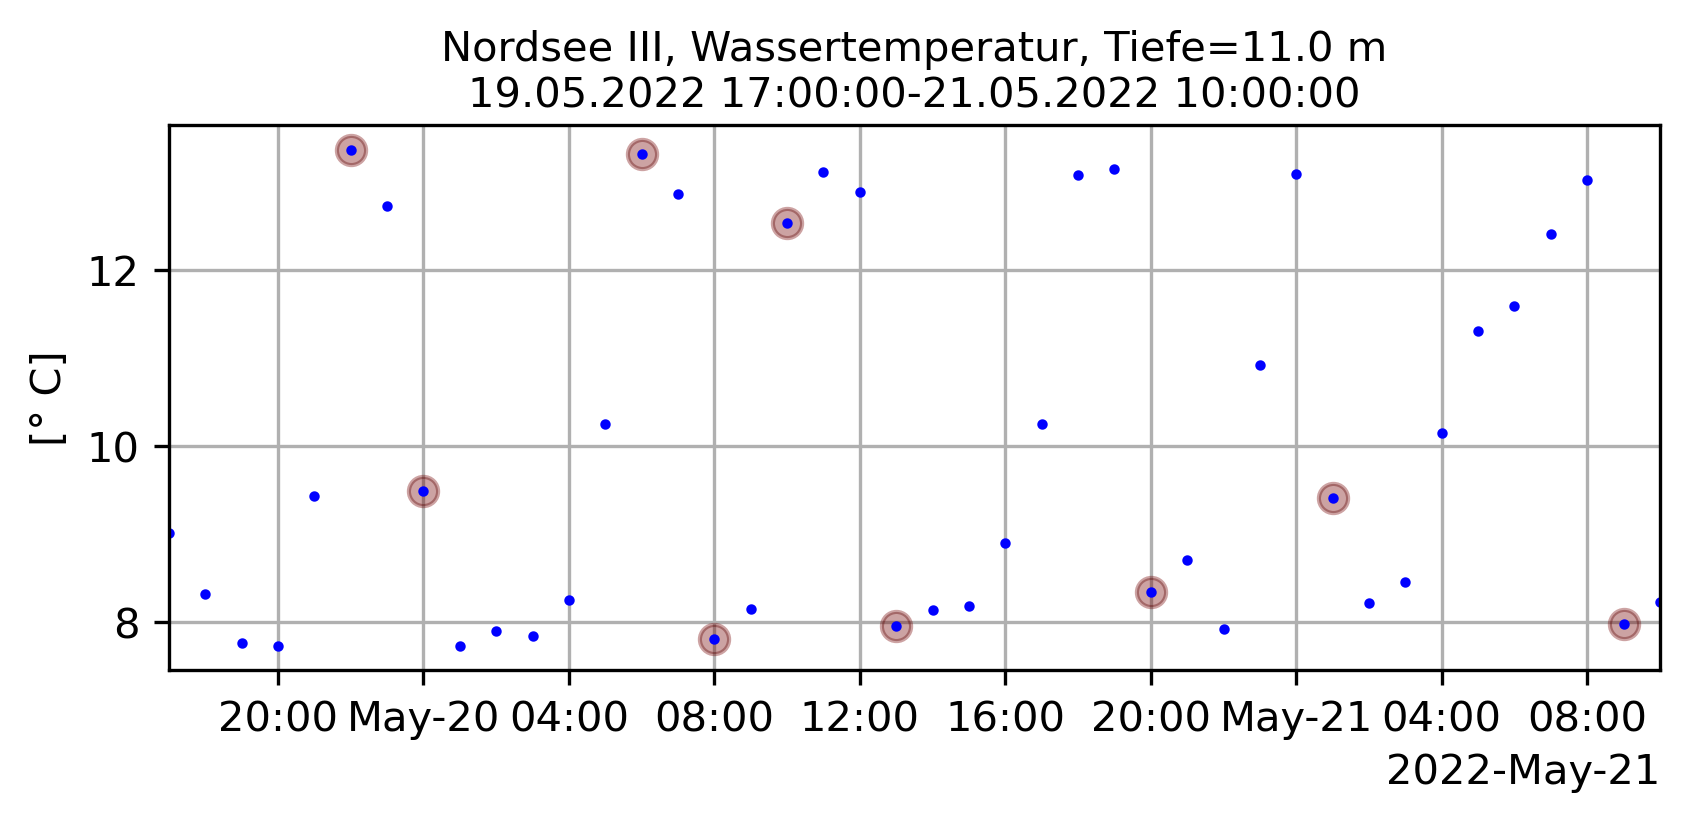 Nordsee III, Wassertemperatur, Tiefe=11.0 m
19.05.2022 17:00:00-21.05.2022 10:00:00
12
[° C]
10
8
20:00 May-20 04:00 08:00 12:00 16:00 20:00 May-21 04:00 08:00
2022-May-21